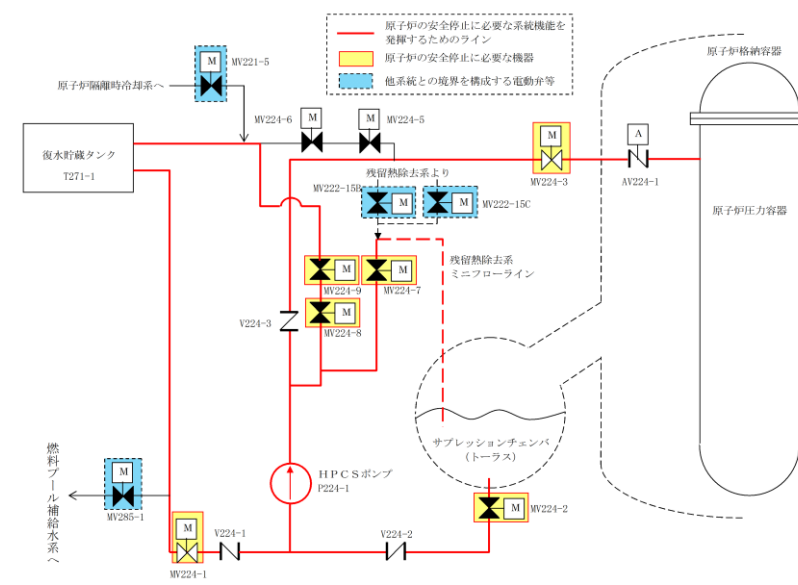 原子炉の安全停止に必要な系統機能を
発揮するためのライン
M
原子炉の安全停止に必要な機器
他系統との境界を構成する電動弁等
M
MV221-5
原子炉隔離時冷却系へ
MV224-6
M
M
MV224-5
M
MV224-3
A
AV224-1
原子炉格納容器
原子炉圧力容器
復水貯蔵タンク
T271-1
残留熱除去系より
MV222-15B
M
M
MV222-15C
残留熱除去系
ミニフローライン
M
MV224-9
M
MV224-7
M
MV224-8
V224-3
サプレッションチェンバ
(トーラス)
HPCSポンプ
P224-1
燃料プール補給水系へ
M
MV285-1
M
MV224-1
V224-1
V224-2
M
MV224-2